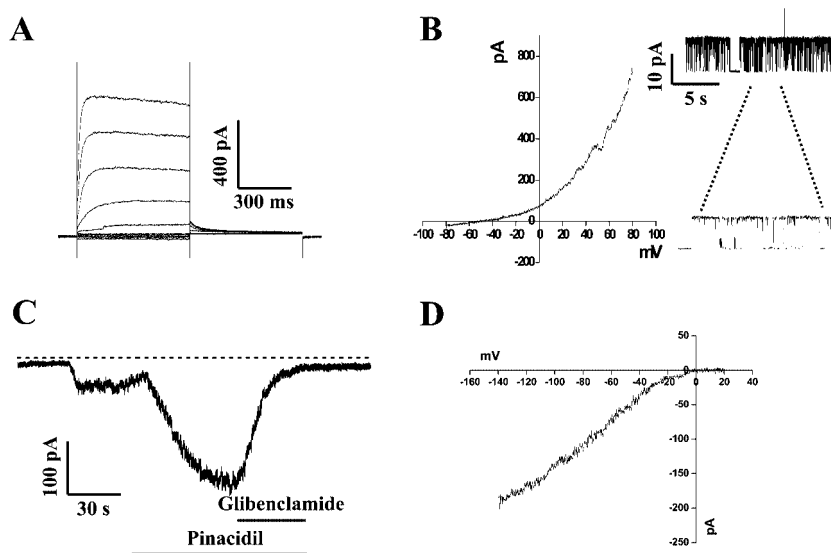 A
400 pA
300 ms
B
pA
800
600
400
200
0
-200
-100 -80 -60 -40 -20 0 20 40 60 80 100
mV
10 pA
5 s
C
100 pA
30 s
Glibenclamide
Pinacidil
D
mV
50
-160 -140 -120 -100 -80 -60 -40 -20 0 20 40
0
-50
-100
-150
-200
-250
pA